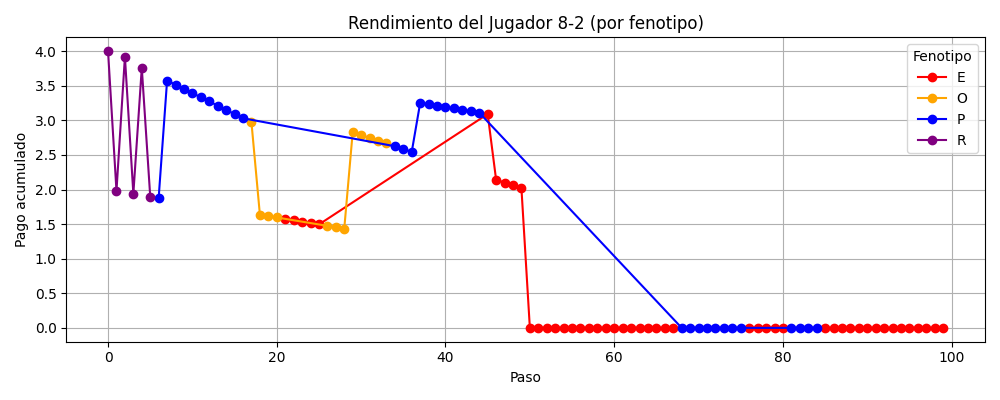 Rendimiento del Jugador 8-2 (por fenotipo)
Pago acumulado
4.0
3.5
3.0
2.5
2.0
1.5
1.0
0.5
0.0
0 20 40 60 80 100
Paso
Fenotipo
E
O
P
R